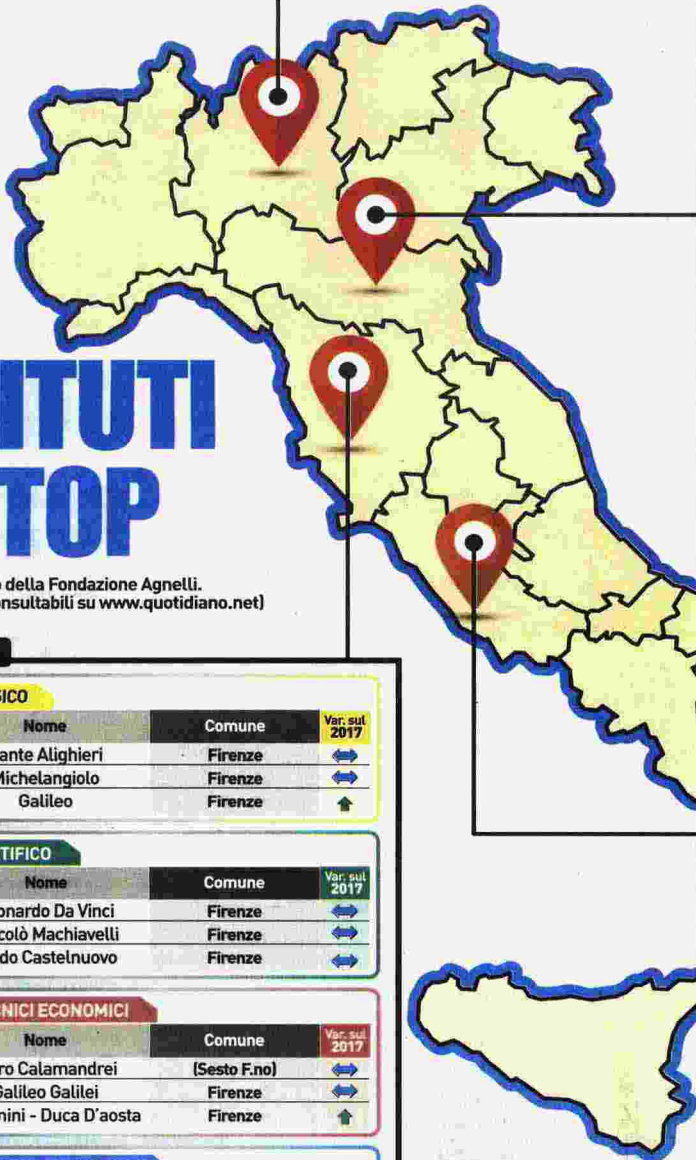 ITUTI
TOP
o della Fondazione Agnelli.
nsultabili su www.quotidiano.net)
SICO
Nome Comune Var. sul 2017
ante Alighieri Firenze
Michelangiolo Firenze
Galileo Firenze
TIFICO
Nome Comune Var. sul 2017
onardo Da Vinci Firenze
colò Machiavelli Firenze
do Castelnuovo Firenze
CNICI ECONOMICI
Nome Comune Var. sul 2017
ro Calamandrei (Sesto F.no)
Galileo Galilei Firenze
nini - Duca D'aosta Firenze